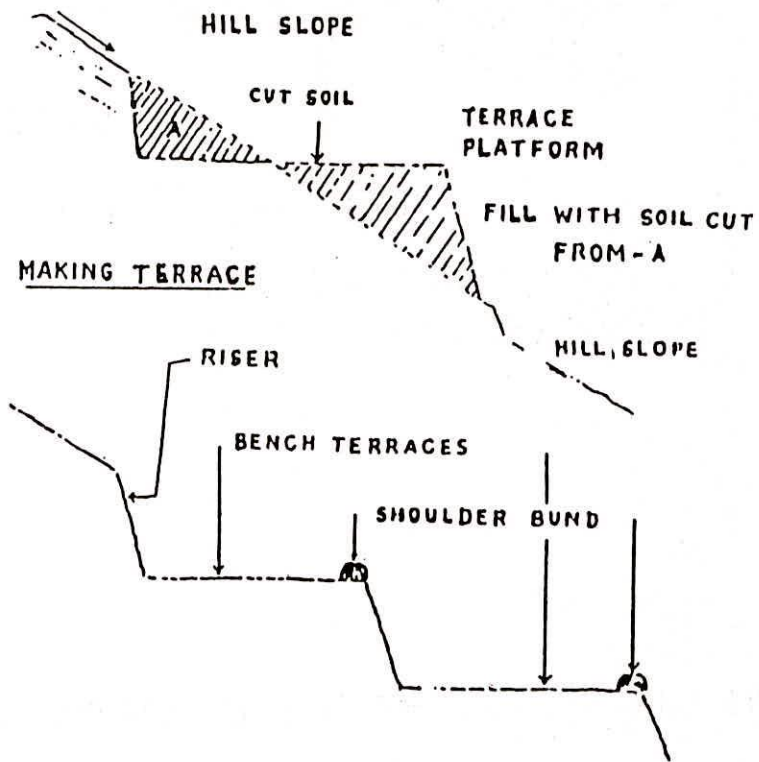 HILL SLOPE
CUT SOIL
A
TERRACE
PLATFORM
FILL WITH SOIL CUT
FROM-A
MAKING TERRACE
HILL SLOPE
RISER
BENCH TERRACES
SHOULDER BUND